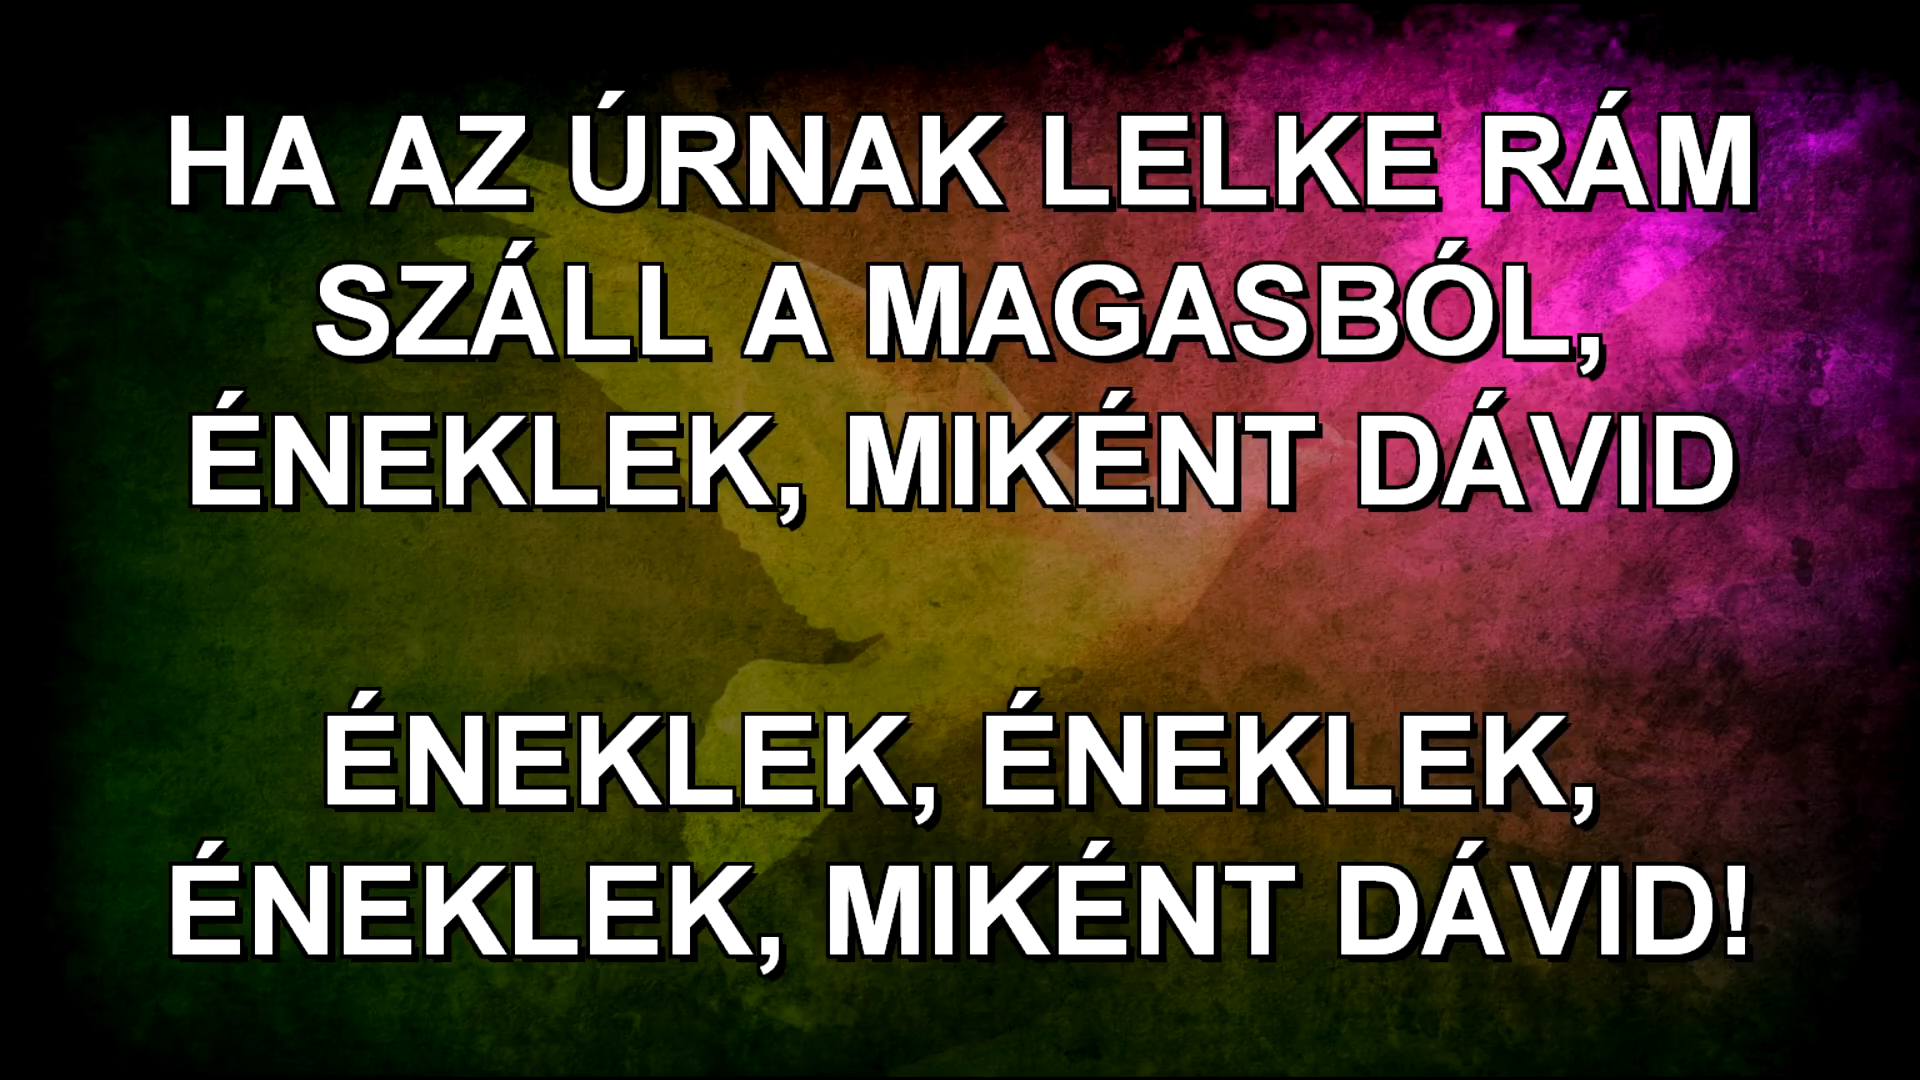 HA AZ ÚRNAK LELKE RÁM
SZÁLL A MAGASBÓL,
ÉNEKLEK, MIKÉNT DÁVID
ÉNEKLEK, ÉNEKLEK,
ÉNEKLEK, MIKÉNT DÁVID!